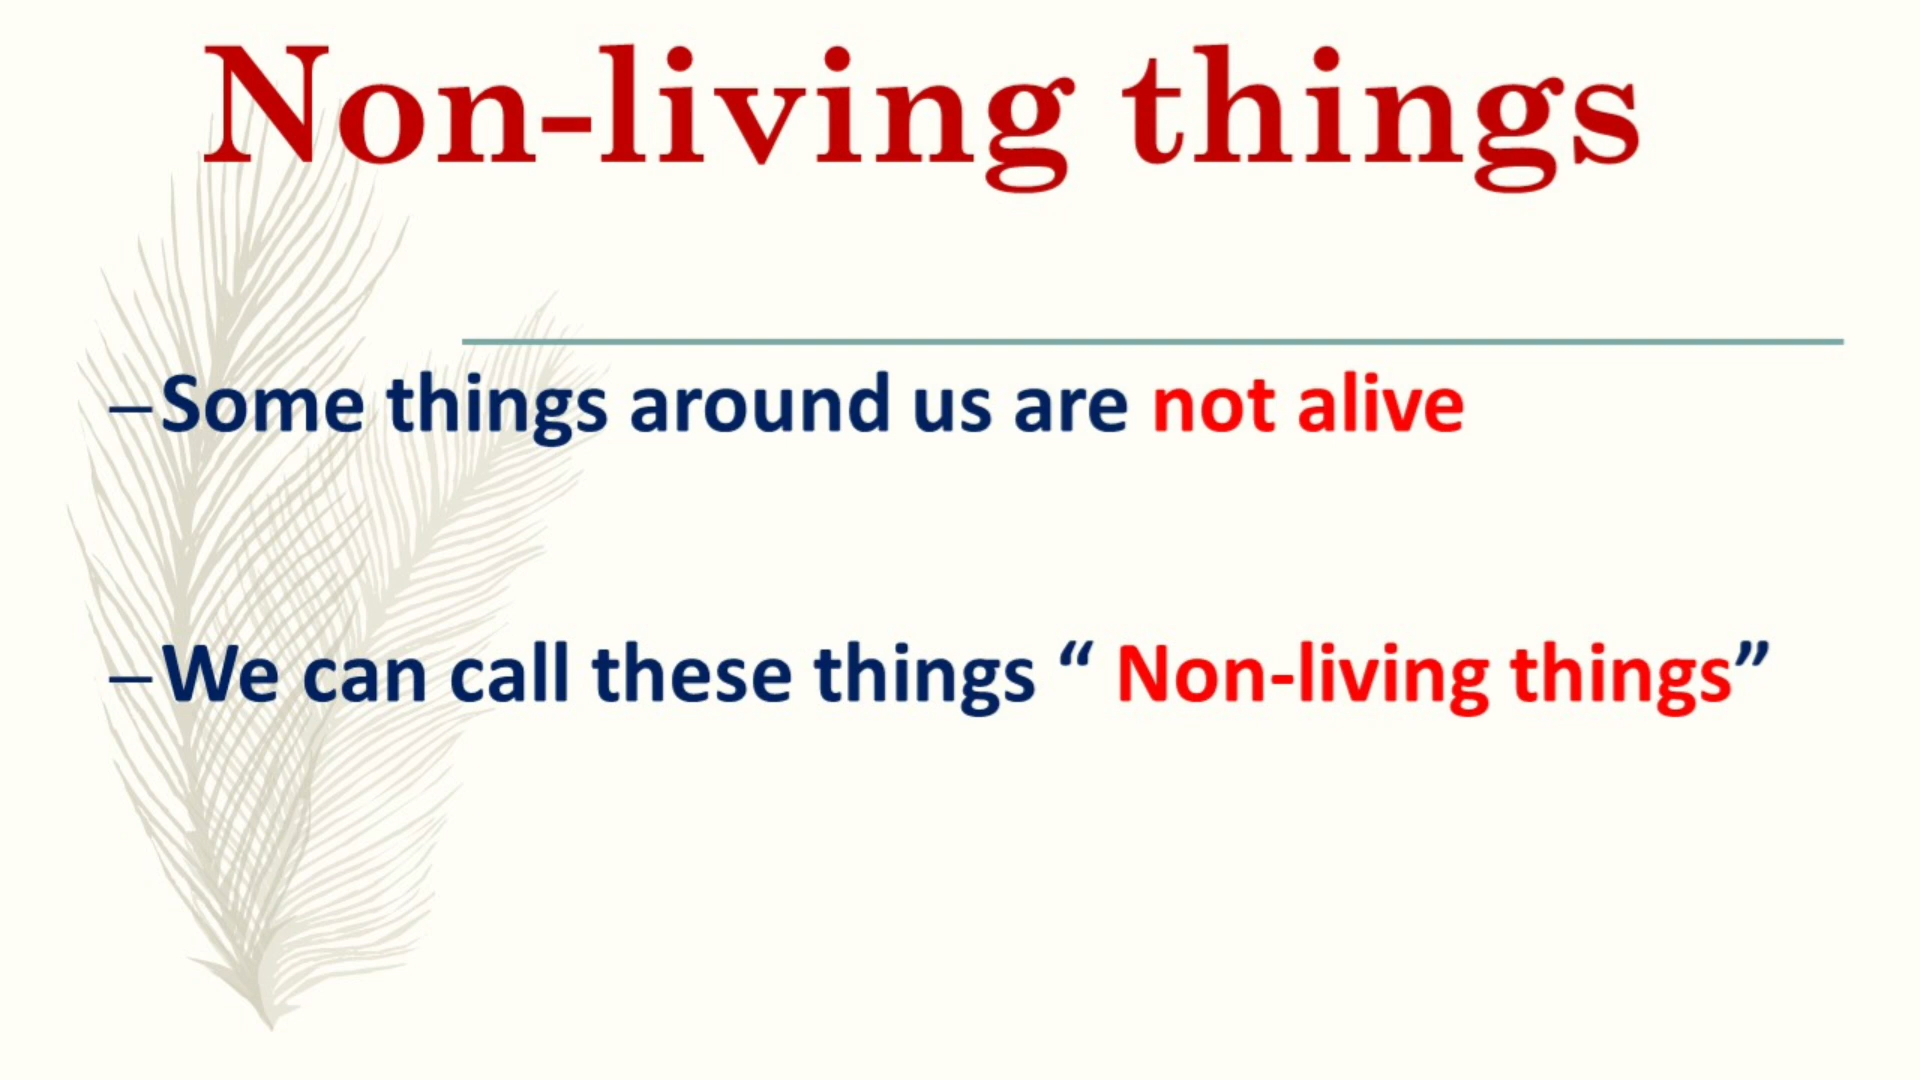 Non-living things
–Some things around us are not alive
–We can call these things “ Non-living things”